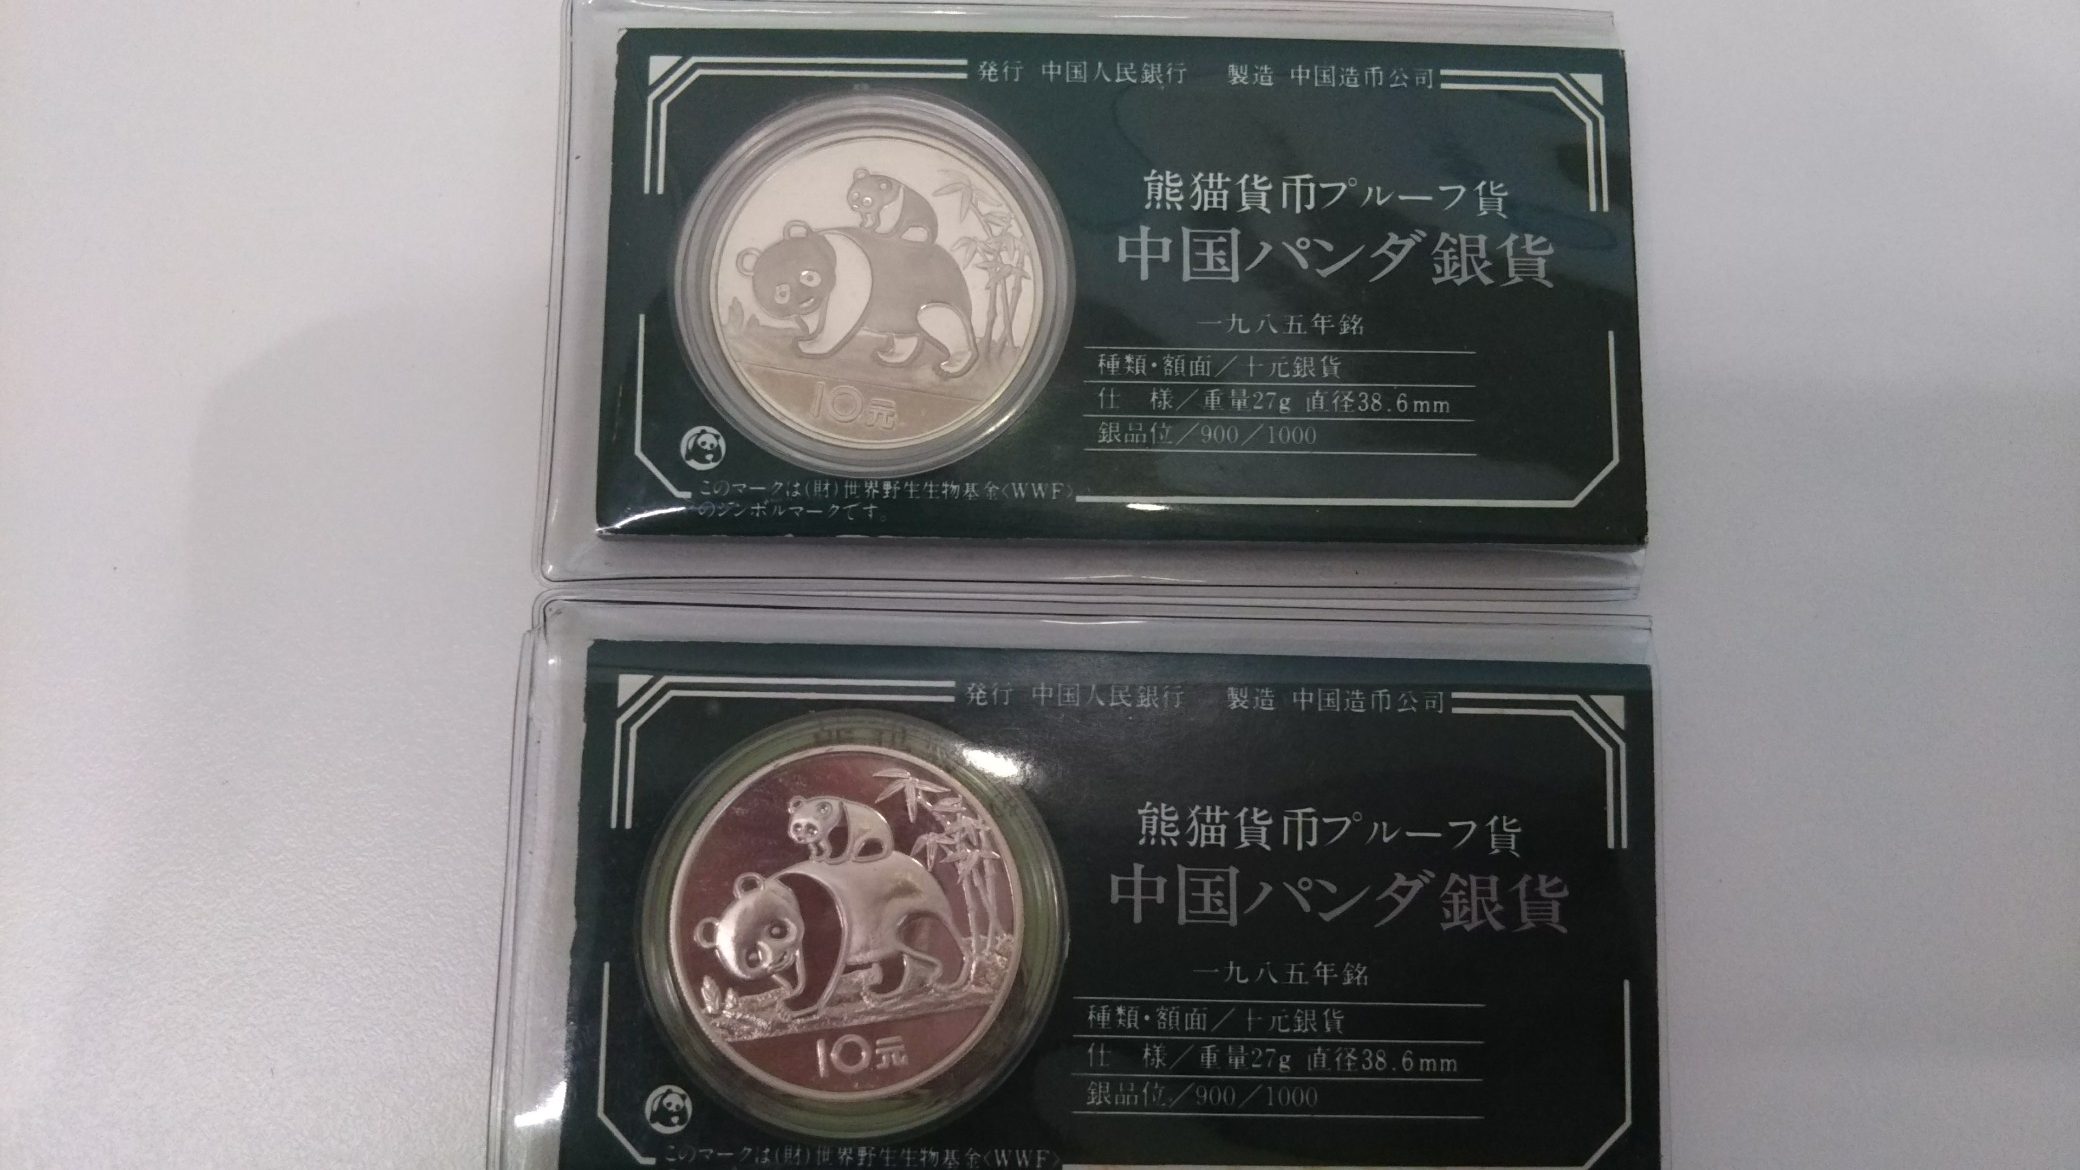 発行 中国人民銀行 製造 中国造币公司
熊猫貨币プルーフ貨
中国パンダ銀貨
一九八五年銘
種類・額面／十元銀貨
仕 様／重量27g 直径38.6mm
銀品位／900／1000
10元
このマークは(財)世界野生生物基金〈WWF〉
のシンボルマークです。
発行 中国人民銀行 製造 中国造币公司
熊猫貨币プルーフ貨
中国パンダ銀貨
一九八五年銘
種類・額面／十元銀貨
仕 様／重量27g 直径38.6mm
銀品位／900／1000
10元
このマークは(財)世界野生生物基金〈WWF〉